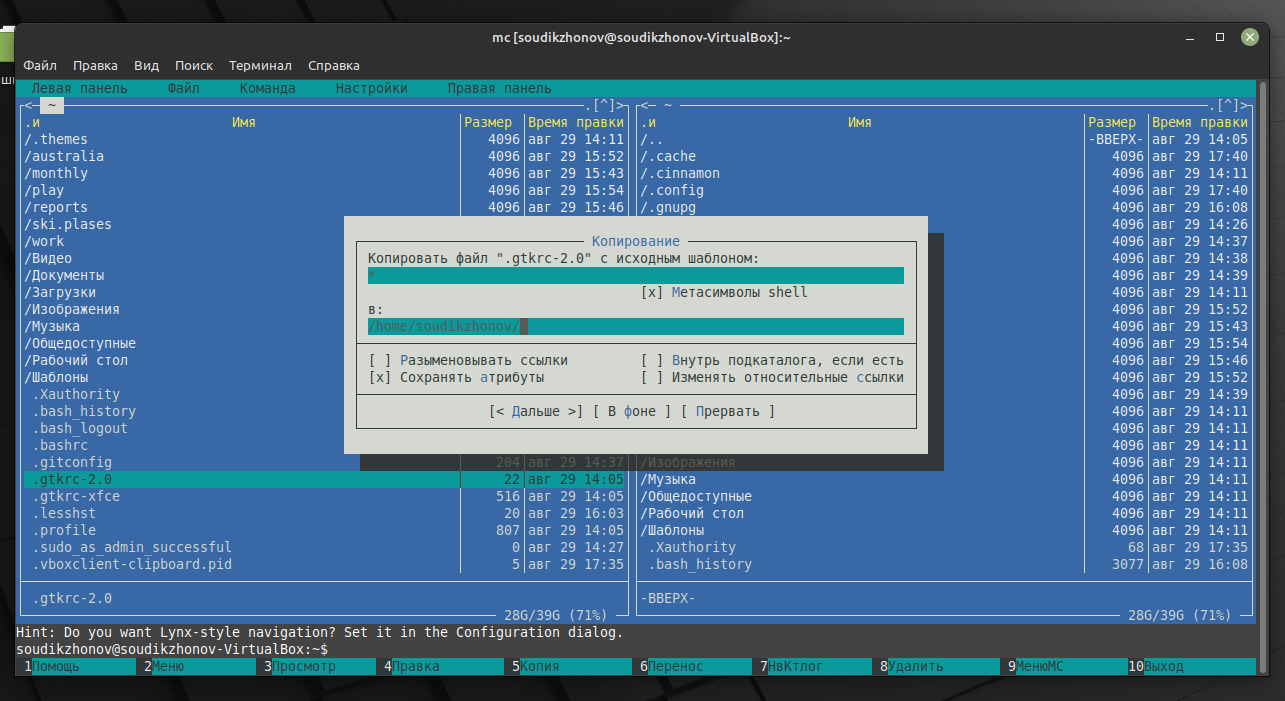 mc [soudikzhonov@soudikzhonov-VirtualBox]:~
Файл Правка Вид Поиск Терминал Справка
Левая панель Файл Команда Настройки Правая панель
<─ ~ .[^]> <─ ~ .[^]>
.и Имя Размер Время правки .и Имя Размер Время правки
/.themes 4096 авг 29 14:11 /.. -ВВЕРХ- авг 29 14:05
/australia 4096 авг 29 15:52 /.cache 4096 авг 29 17:40
/monthly 4096 авг 29 15:43 /.cinnamon 4096 авг 29 14:11
/play 4096 авг 29 15:54 /.config 4096 авг 29 17:40
/reports 4096 авг 29 15:46 /.gnupg 4096 авг 29 16:08
/ski.plases 4096 авг 29 14:26
/work Копирование 4096 авг 29 14:37
/Видео Копировать файл ".gtkrc-2.0" с исходным шаблоном: 4096 авг 29 14:38
/Документы * 4096 авг 29 14:39
/Загрузки [x] Метасимволы shell 4096 авг 29 14:11
/Изображения в: 4096 авг 29 15:52
/Музыка /home/soudikzhonov/ 4096 авг 29 15:43
/Общедоступные 4096 авг 29 15:54
/Рабочий стол [ ] Разыменовывать ссылки [ ] Внутрь подкаталога, если есть 4096 авг 29 15:46
/Шаблоны [x] Сохранять атрибуты [ ] Изменять относительные ссылки 4096 авг 29 15:52
.Xauthority 4096 авг 29 14:39
.bash_history [< Дальше >] [ В фоне ] [ Прервать ] 4096 авг 29 14:11
.bash_logout 4096 авг 29 14:11
.bashrc 4096 авг 29 14:11
.gitconfig 204 авг 29 14:37 /Изображения 4096 авг 29 14:11
.gtkrc-2.0 22 авг 29 14:05 /Музыка 4096 авг 29 14:11
.gtkrc-xfce 516 авг 29 14:05 /Общедоступные 4096 авг 29 14:11
.lesshst 20 авг 29 16:03 /Рабочий стол 4096 авг 29 14:11
.profile 807 авг 29 14:05 /Шаблоны 4096 авг 29 14:11
.sudo_as_admin_successful 0 авг 29 14:27 .Xauthority 68 авг 29 17:35
.vboxclient-clipboard.pid 5 авг 29 17:35 .bash_history 3077 авг 29 16:08
.gtkrc-2.0 -ВВЕРХ-
28G/39G (71%) 28G/39G (71%)
Hint: Do you want Lynx-style navigation? Set it in the Configuration dialog.
soudikzhonov@soudikzhonov-VirtualBox:~$
1Помощь 2Меню 3Просмотр 4Правка 5Копия 6Перенос 7НвКтлог 8Удалить 9МенюМС 10Выход